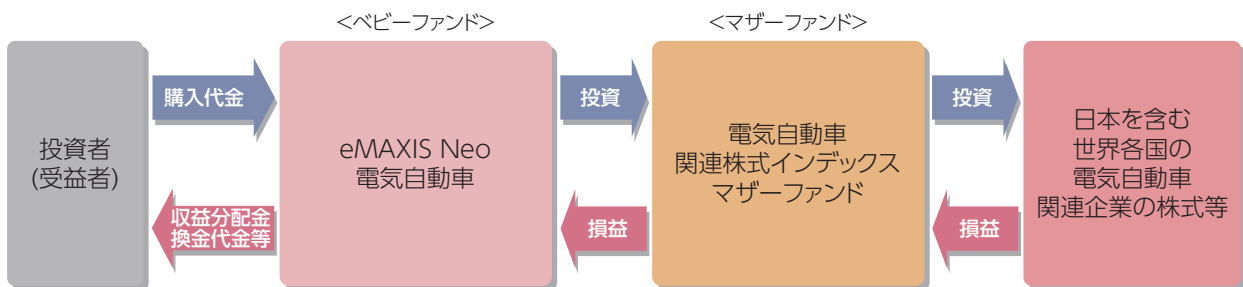 ＜ベビーファンド＞
＜マザーファンド＞
投資者
(受益者)
購入代金
収益分配金
換金代金等
eMAXIS Neo
電気自動車
投資
損益
電気自動車
関連株式インデックス
マザーファンド
投資
損益
日本を含む
世界各国の
電気自動車
関連企業の株式等